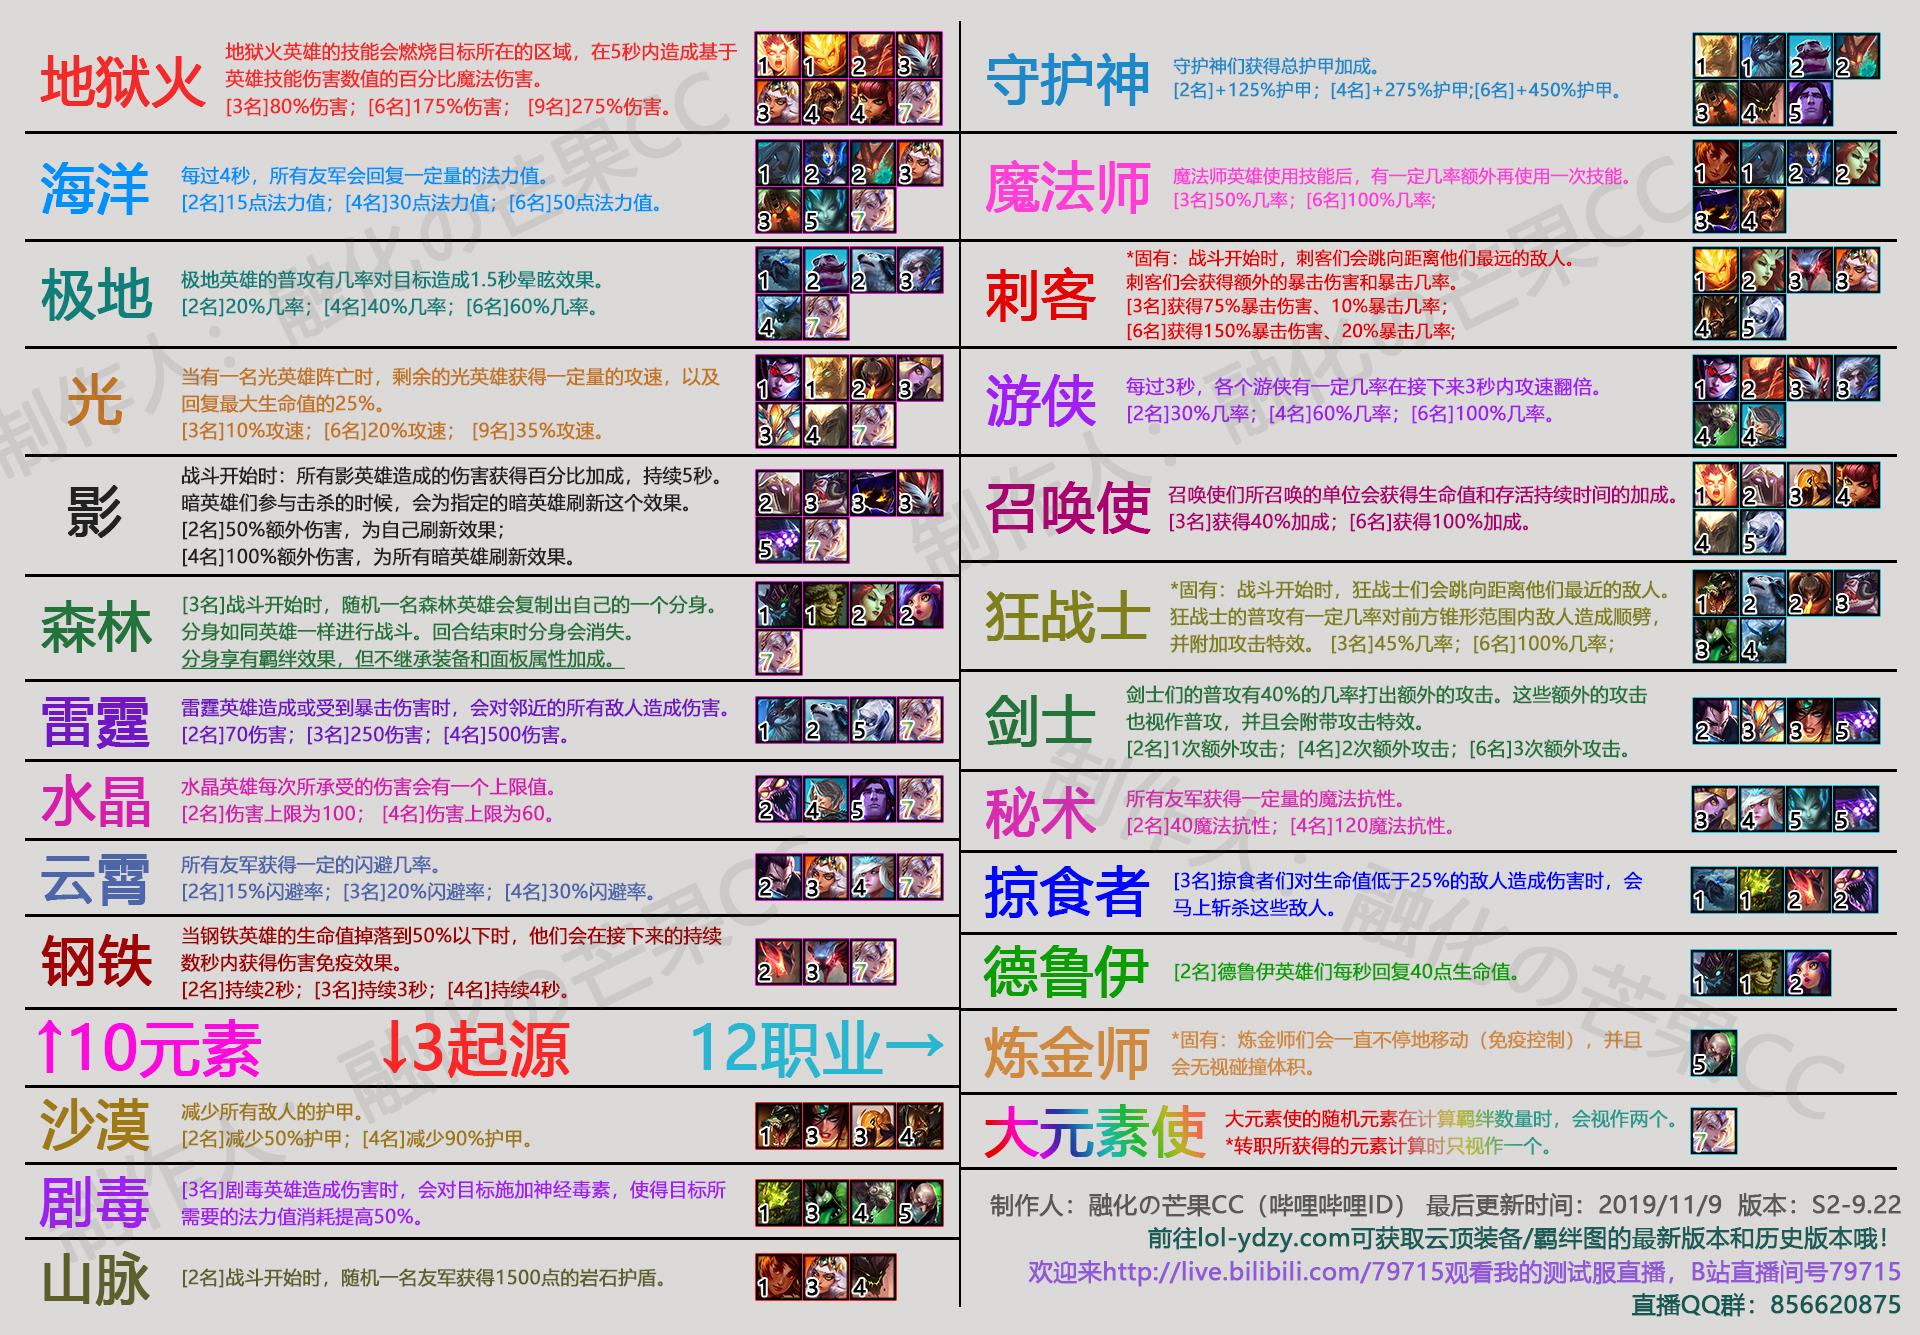 地狱火
地狱火英雄的技能会燃烧目标所在的区域，在5秒内造成基于
英雄技能伤害数值的百分比魔法伤害。
[3名]80%伤害；[6名]175%伤害； [9名]275%伤害。
1 1 2 3
3 4 4 7
海洋
每过4秒，所有友军会回复一定量的法力值。
[2名]15点法力值；[4名]30点法力值；[6名]50点法力值。
1 2 2 3
3 5 7
极地
极地英雄的普攻有几率对目标造成1.5秒晕眩效果。
[2名]20%几率；[4名]40%几率；[6名]60%几率。
1 2 2 3
4 7
光
当有一名光英雄阵亡时，剩余的光英雄获得一定量的攻速，以及
回复最大生命值的25%。
[3名]10%攻速；[6名]20%攻速； [9名]35%攻速。
1 1 2 3
3 4 7
影
战斗开始时：所有影英雄造成的伤害获得百分比加成，持续5秒。
暗英雄们参与击杀的时候，会为指定的暗英雄刷新这个效果。
[2名]50%额外伤害，为自己刷新效果；
[4名]100%额外伤害，为所有暗英雄刷新效果。
2 3 3 3
5 7
森林
[3名]战斗开始时，随机一名森林英雄会复制出自己的一个分身。
分身如同英雄一样进行战斗。回合结束时分身会消失。
分身享有羁绊效果，但不继承装备和面板属性加成。
1 1 2 2
7
雷霆
雷霆英雄造成或受到暴击伤害时，会对邻近的所有敌人造成伤害。
[2名]70伤害；[3名]250伤害；[4名]500伤害。
1 2 5 7
水晶
水晶英雄每次所承受的伤害会有一个上限值。
[2名]伤害上限为100； [4名]伤害上限为60。
2 4 5 7
云霄
所有友军获得一定的闪避几率。
[2名]15%闪避率；[3名]20%闪避率；[4名]30%闪避率。
2 3 4 7
钢铁
当钢铁英雄的生命值掉落到50%以下时，他们会在接下来的持续
数秒内获得伤害免疫效果。
[2名]持续2秒；[3名]持续3秒；[4名]持续4秒。
2 3 7
↑10元素 ↓3起源 12职业→
沙漠
减少所有敌人的护甲。
[2名]减少50%护甲；[4名]减少90%护甲。
1 3 3 4
剧毒
[3名]剧毒英雄造成伤害时，会对目标施加神经毒素，使得目标所
需要的法力值消耗提高50%。
1 3 4 5
山脉
[2名]战斗开始时，随机一名友军获得1500点的岩石护盾。
1 3 4
守护神
守护神们获得总护甲加成。
[2名]+125%护甲；[4名]+275%护甲;[6名]+450%护甲。
1 1 2 2
3 4 5
魔法师
魔法师英雄使用技能后，有一定几率额外再使用一次技能。
[3名]50%几率；[6名]100%几率;
1 1 2 2
3 4
刺客
*固有：战斗开始时，刺客们会跳向距离他们最远的敌人。
刺客们会获得额外的暴击伤害和暴击几率。
[3名]获得75%暴击伤害、10%暴击几率；
[6名]获得150%暴击伤害、20%暴击几率;
1 2 3 3
4 5
游侠
每过3秒，各个游侠有一定几率在接下来3秒内攻速翻倍。
[2名]30%几率；[4名]60%几率；[6名]100%几率。
1 2 3 3
4 4
召唤使
召唤使们所召唤的单位会获得生命值和存活持续时间的加成。
[3名]获得40%加成；[6名]获得100%加成。
1 2 3 4
4 5
狂战士
*固有：战斗开始时，狂战士们会跳向距离他们最近的敌人。
狂战士的普攻有一定几率对前方锥形范围内敌人造成顺劈，
并附加攻击特效。 [3名]45%几率；[6名]100%几率；
1 2 2 3
3 4
剑士
剑士们的普攻有40%的几率打出额外的攻击。这些额外的攻击
也视作普攻，并且会附带攻击特效。
[2名]1次额外攻击；[4名]2次额外攻击；[6名]3次额外攻击。
2 3 3 5
秘术
所有友军获得一定量的魔法抗性。
[2名]40魔法抗性；[4名]120魔法抗性。
3 4 5 5
掠食者
[3名]掠食者们对生命值低于25%的敌人造成伤害时，会
马上斩杀这些敌人。
1 1 2 2
德鲁伊
[2名]德鲁伊英雄们每秒回复40点生命值。
1 1 2
炼金师
*固有：炼金师们会一直不停地移动（免疫控制），并且
会无视碰撞体积。
5
大元素使
大元素使的随机元素在计算羁绊数量时，会视作两个。
*转职所获得的元素计算时只视作一个。
7
制作人：融化の芒果CC（哔哩哔哩ID） 最后更新时间：2019/11/9 版本：S2-9.22
前往lol-ydzy.com可获取云顶装备/羁绊图的最新版本和历史版本哦！
欢迎来http://live.bilibili.com/79715观看我的测试服直播，B站直播间号79715
直播QQ群：856620875
制作人：融化の芒果CC
制作人：融化の芒果CC
制作人：融化の芒果CC
制作人：融化の芒果CC